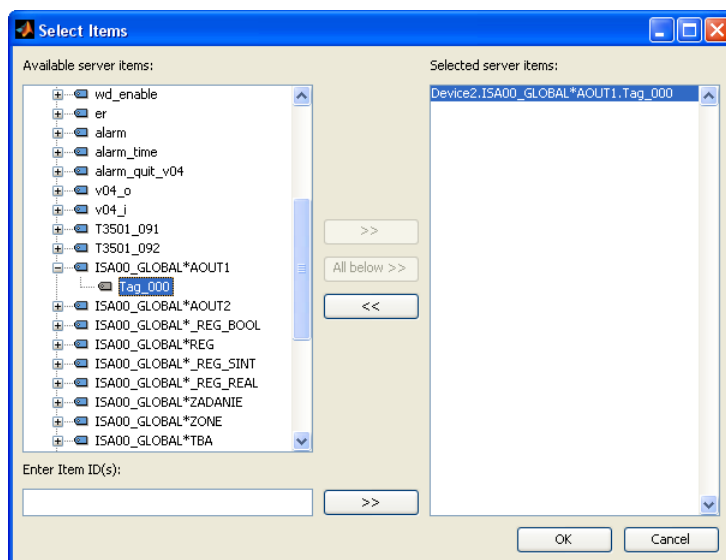 Select Items
Available server items:
wd_enable
er
alarm
alarm_time
alarm_quit_v04
v04_o
v04_i
T3501_091
T3501_092
ISA00_GLOBAL*AOUT1
Tag_000
ISA00_GLOBAL*AOUT2
ISA00_GLOBAL*_REG_BOOL
ISA00_GLOBAL*REG
ISA00_GLOBAL*_REG_SINT
ISA00_GLOBAL*_REG_REAL
ISA00_GLOBAL*ZADANIE
ISA00_GLOBAL*ZONE
ISA00_GLOBAL*TBA
>>
All below >>
<<
Selected server items:
Device2.ISA00_GLOBAL*AOUT1.Tag_000
Enter Item ID(s):
>>
OK
Cancel